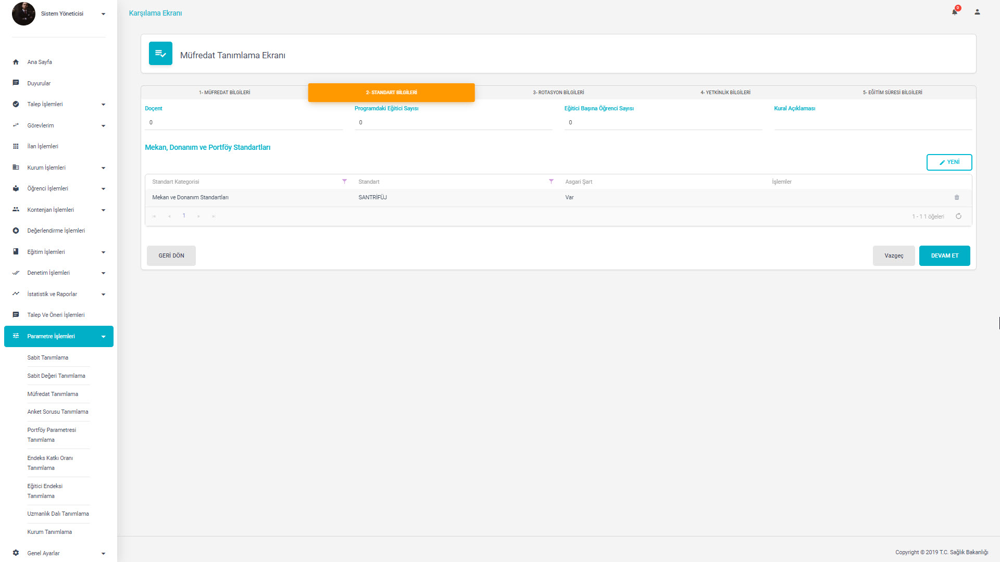 Sistem Yöneticisi
Karşılama Ekranı
0
Müfredat Tanımlama Ekranı
Ana Sayfa
Duyurular
Talep İşlemleri
Görevlerim
İlan İşlemleri
Kurum İşlemleri
Öğrenci İşlemleri
Kontenjan İşlemleri
Değerlendirme İşlemleri
Eğitim İşlemleri
Denetim İşlemleri
İstatistik ve Raporlar
Talep Ve Öneri İşlemleri
Parametre İşlemleri
Sabit Tanımlama
Sabit Değeri Tanımlama
Müfredat Tanımlama
Anket Sorusu Tanımlama
Portföy Parametresi
Tanımlama
Endeks Katkı Oranı
Tanımlama
Eğitici Endeksi
Tanımlama
Uzmanlık Dalı Tanımlama
Kurum Tanımlama
Genel Ayarlar
1- MÜFREDAT BİLGİLERİ 2- STANDART BİLGİLERİ 3- ROTASYON BİLGİLERİ 4- YETKİNLİK BİLGİLERİ 5- EĞİTİM SÜRESİ BİLGİLERİ
Doçent Programdaki Eğitici Sayısı Eğitici Başına Öğrenci Sayısı Kural Açıklaması
0 0 0
Mekan, Donanım ve Portföy Standartları
YENİ
Standart Kategorisi Standart Asgari Şart İşlemler
Mekan ve Donanım Standartları SANTRİFÜJ Var
1 1 - 1 1 öğeleri
GERİ DÖN Vazgeç DEVAM ET
Copyright © 2019 T.C. Sağlık Bakanlığı